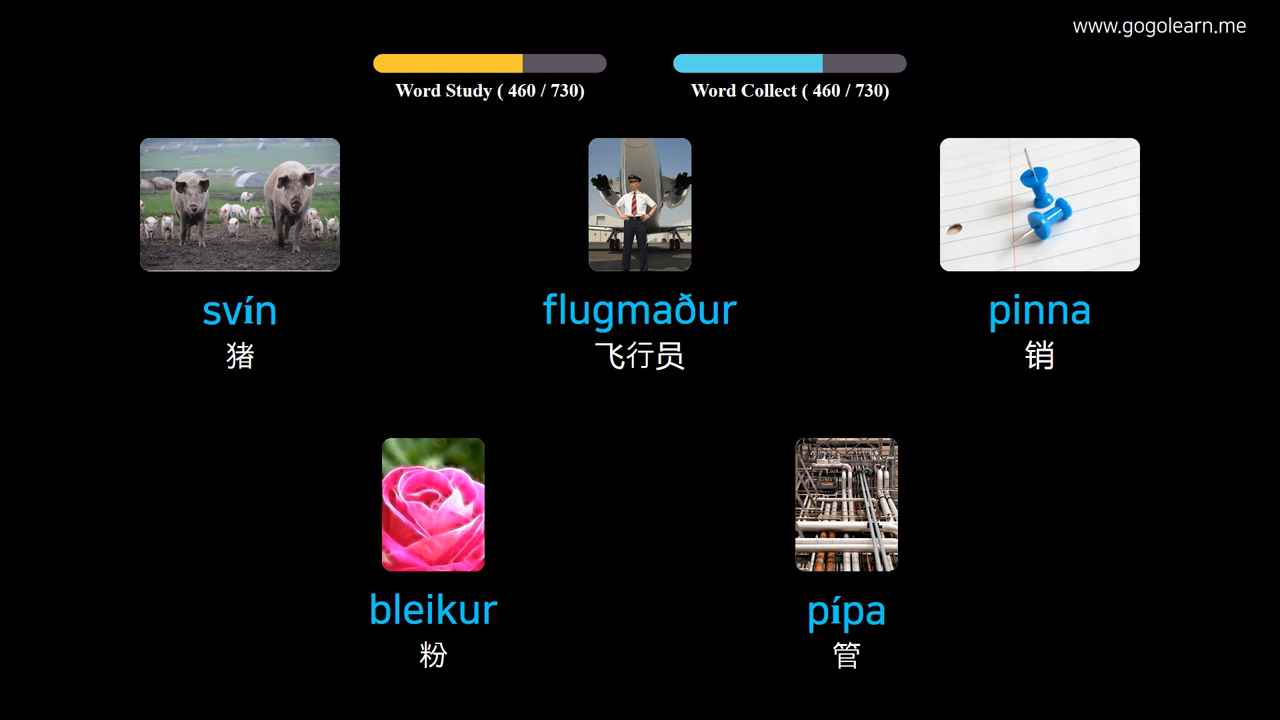 www.gogolearn.me
Word Study ( 460 / 730)
Word Collect ( 460 / 730)
svín
flugmaður
pinna
猪
飞行员
销
bleikur
pípa
粉
管